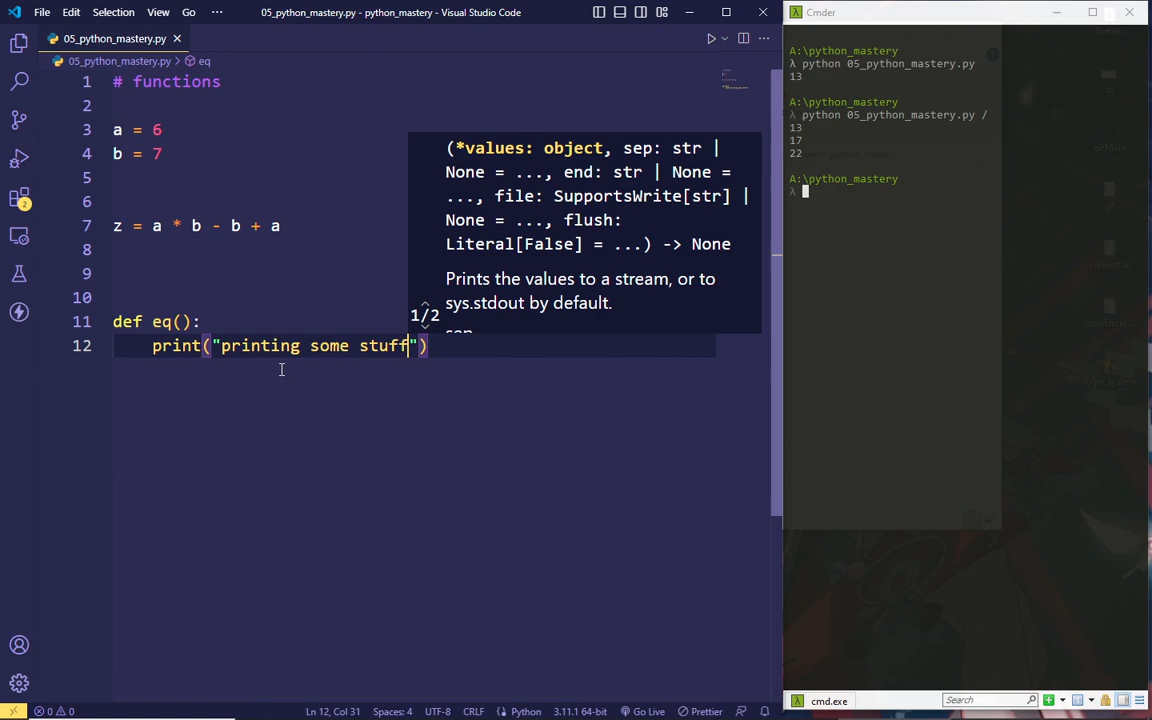 File Edit Selection View Go ··· 05_python_mastery.py - python_mastery - Visual Studio Code
05_python_mastery.py
05_python_mastery.py > eq
1 # functions
2
3 a = 6
4 b = 7
5
6
7 z = a * b - b + a
8
9
10
11 def eq():
12 print("printing some stuff")
(*values: object, sep: str |
None = ..., end: str | None =
..., file: SupportsWrite[str] |
None = ..., flush:
Literal[False] = ...) -> None
Prints the values to a stream, or to
sys.stdout by default.
1/2
sep
2
0 0 Ln 12, Col 31 Spaces: 4 UTF-8 CRLF Python 3.11.1 64-bit Go Live Prettier
Cmder
A:\python_mastery
λ python 05_python_mastery.py
13
A:\python_mastery
λ python 05_python_mastery.py /
13
17
22
A:\python_mastery
λ
cmd.exe Search